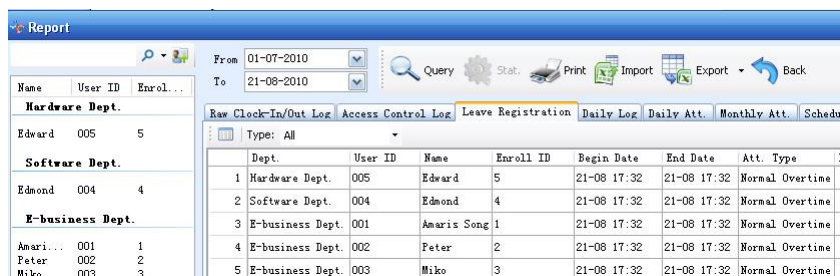 Report
From 01-07-2010
To 21-08-2010
Query Stat. Print Import Export Back
Name User ID Enrol...
Hardware Dept.
Edward 005 5
Software Dept.
Edmond 004 4
E-business Dept.
Amari... 001 1
Peter 002 2
Miko 003 3
Raw Clock-In/Out Log Access Control Log Leave Registration Daily Log Daily Att. Monthly Att. Schedu
Type: All
Dept. User ID Name Enroll ID Begin Date End Date Att. Type
1 Hardware Dept. 005 Edward 5 21-08 17:32 21-08 17:32 Normal Overtime
2 Software Dept. 004 Edmond 4 21-08 17:32 21-08 17:32 Normal Overtime
3 E-business Dept. 001 Amaris Song 1 21-08 17:32 21-08 17:32 Normal Overtime
4 E-business Dept. 002 Peter 2 21-08 17:32 21-08 17:32 Normal Overtime
5 E-business Dept. 003 Miko 3 21-08 17:32 21-08 17:32 Normal Overtime